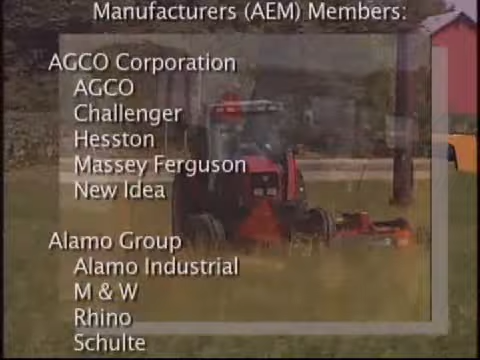 Manufacturers (AEM) Members:
AGCO Corporation
AGCO
Challenger
Hesston
Massey Ferguson
New Idea
Alamo Group
Alamo Industrial
M & W
Rhino
Schulte